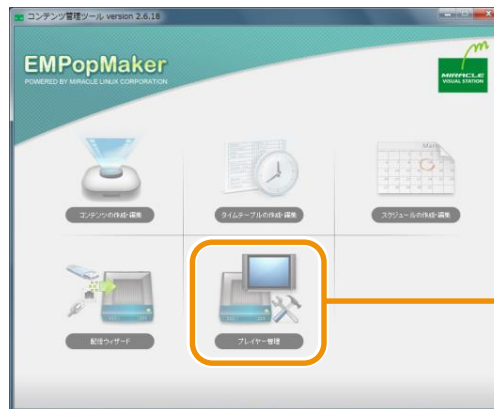 コンテンツ管理ツール version 2.6.16
EMPopMaker
POWERED BY MIRACLE LINUX CORPORATION
m
MIRACLE
VISUAL STATION
コンテンツの作成・編集
タイムテーブルの作成・編集
スケジュールの作成・編集
配信ウィザード
プレイヤー管理